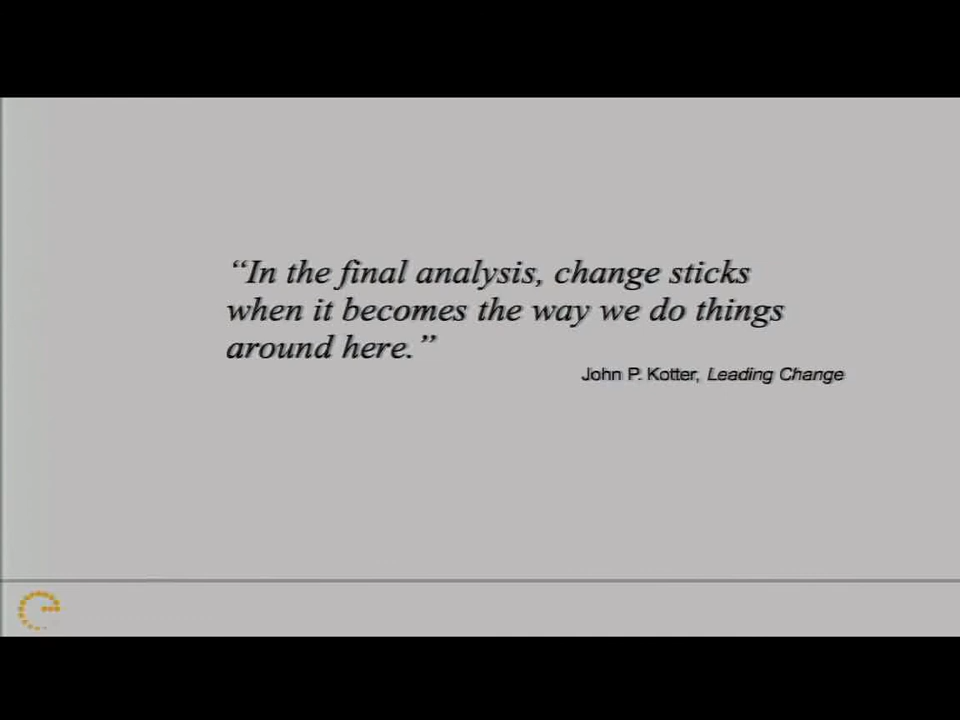 “In the final analysis, change sticks
when it becomes the way we do things
around here.”
John P. Kotter, Leading Change